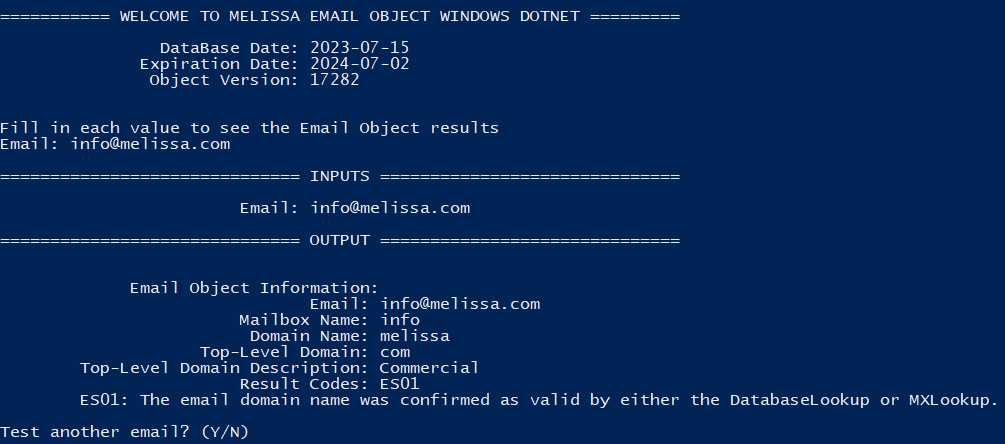 =========== WELCOME TO MELISSA EMAIL OBJECT WINDOWS DOTNET =========
DataBase Date: 2023-07-15
Expiration Date: 2024-07-02
Object Version: 17282
Fill in each value to see the Email Object results
Email: info@melissa.com
============================== INPUTS ==============================
Email: info@melissa.com
============================== OUTPUT ==============================
Email Object Information:
Email: info@melissa.com
Mailbox Name: info
Domain Name: melissa
Top-Level Domain: com
Top-Level Domain Description: Commercial
Result Codes: ES01
ES01: The email domain name was confirmed as valid by either the DatabaseLookup or MXLookup.
Test another email? (Y/N)